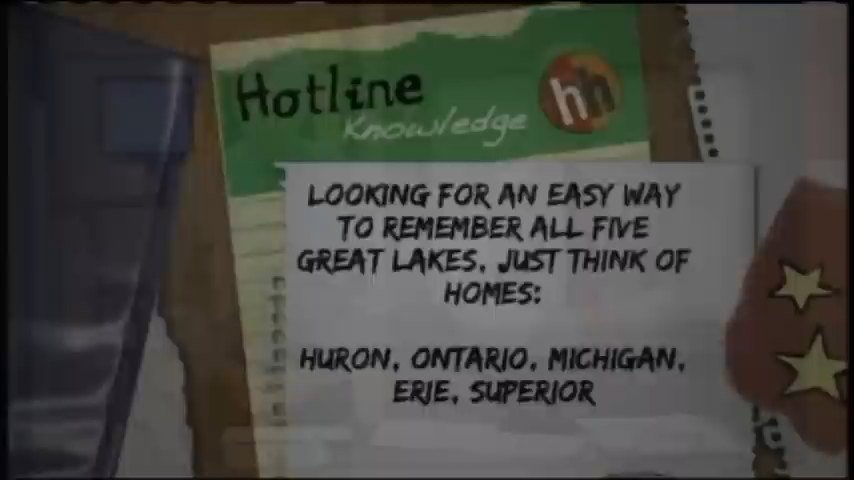 Hotline
Knowledge
hh
LOOKING FOR AN EASY WAY
TO REMEMBER ALL FIVE
GREAT LAKES. JUST THINK OF
HOMES:
HURON, ONTARIO, MICHIGAN,
ERIE, SUPERIOR